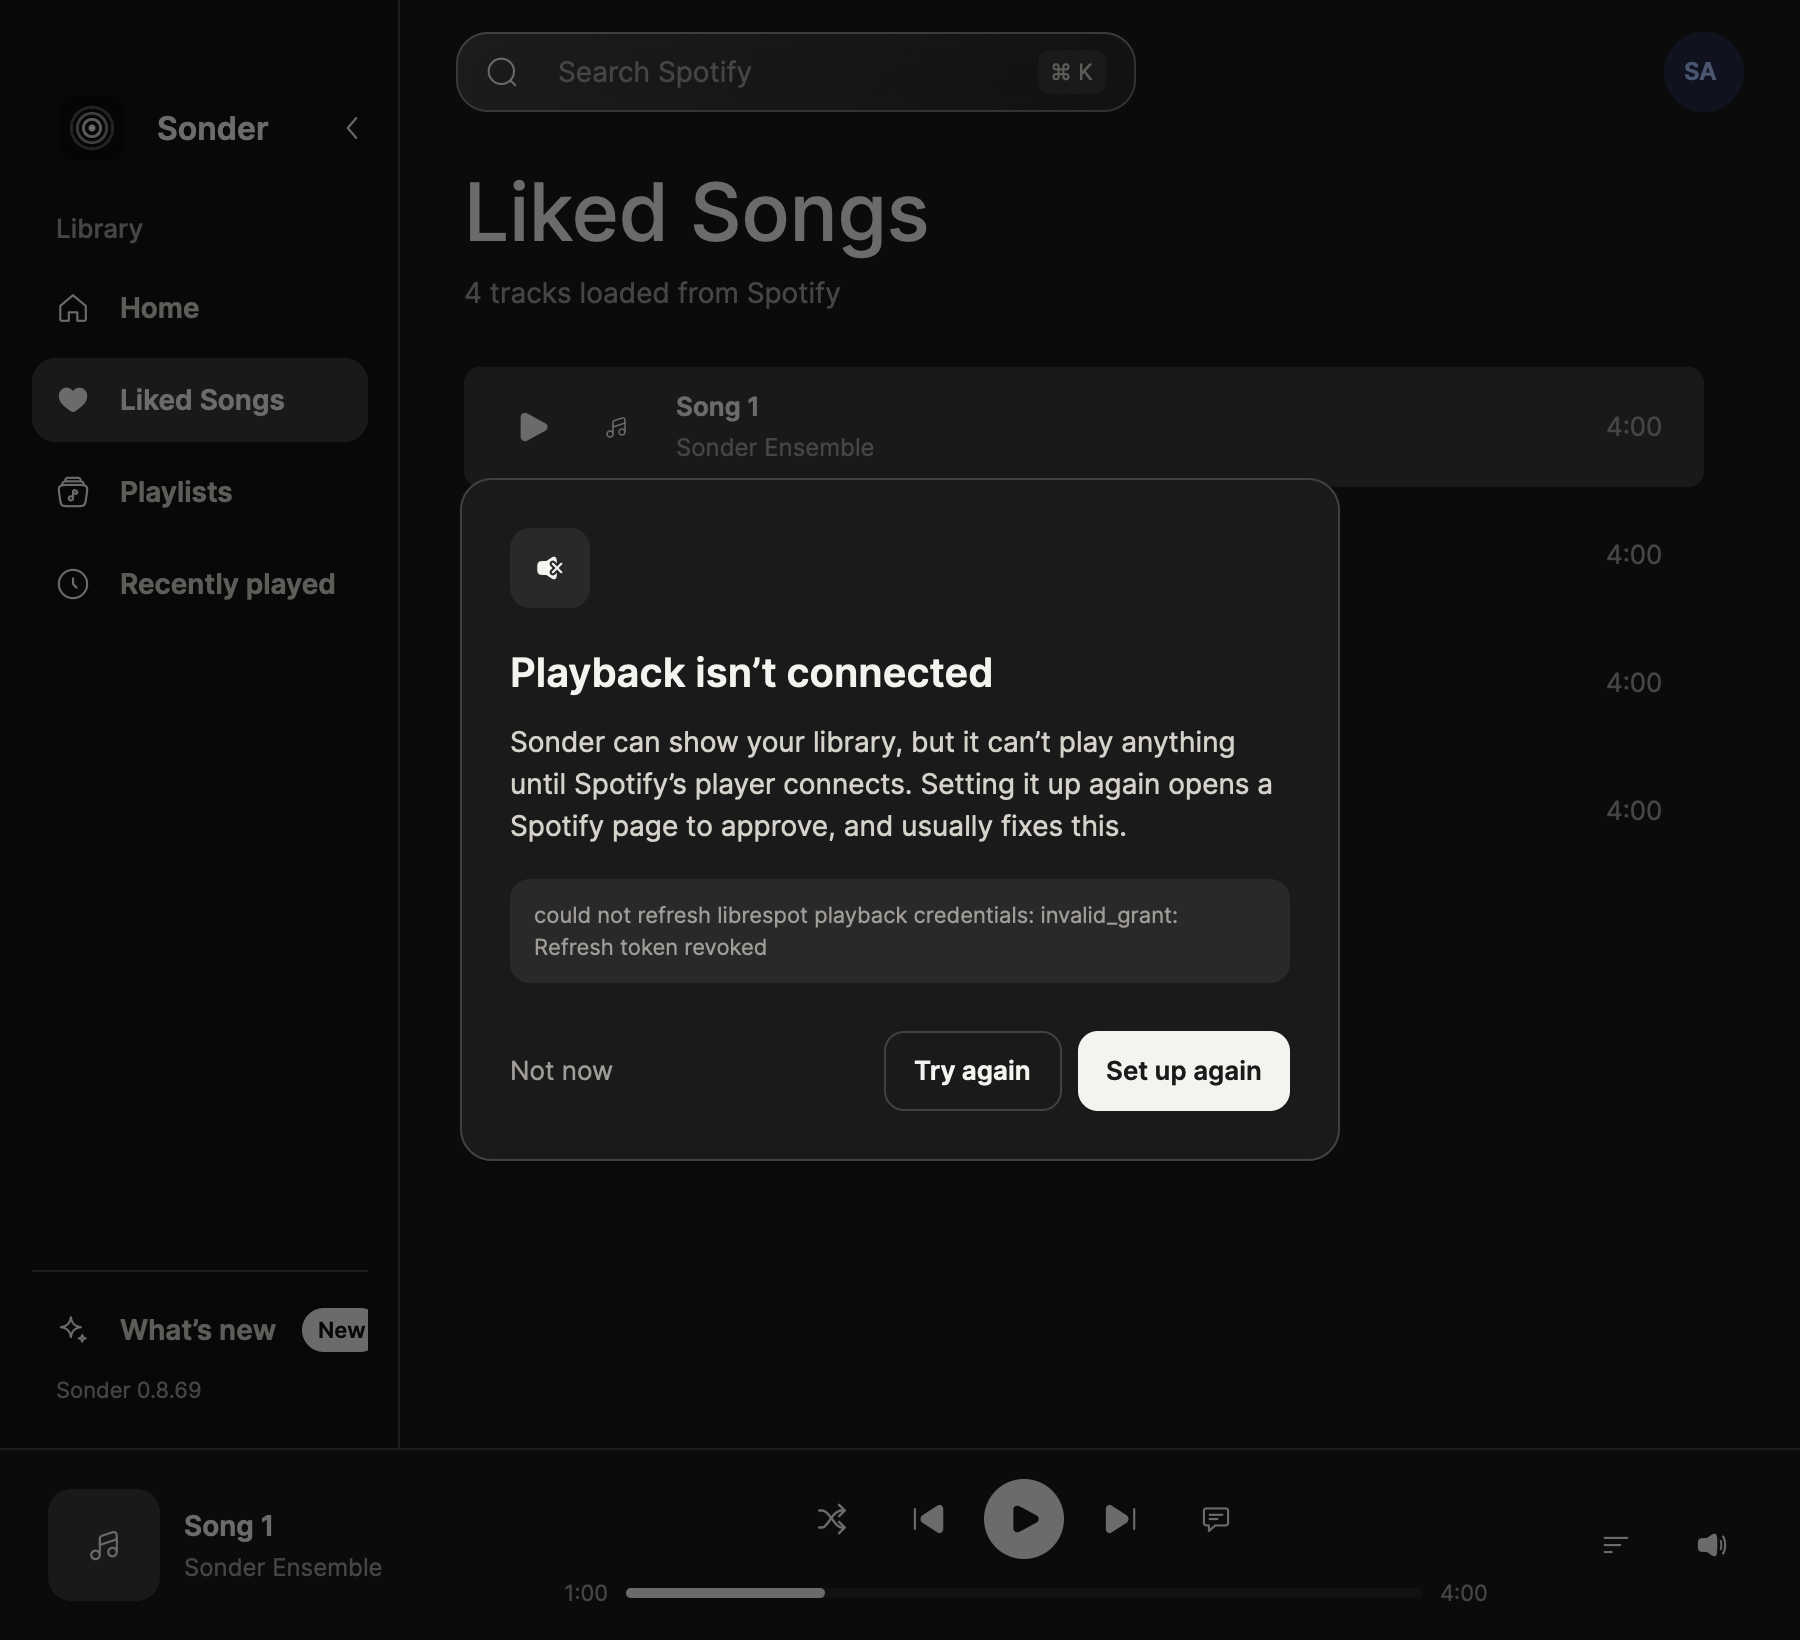 Search Spotify
⌘ K
SA
Sonder
Library
Home
Liked Songs
Playlists
Recently played
What’s new
New
Sonder 0.8.69
Liked Songs
4 tracks loaded from Spotify
Song 1
Sonder Ensemble
4:00
4:00
4:00
4:00
Playback isn’t connected
Sonder can show your library, but it can’t play anything
until Spotify’s player connects. Setting it up again opens a
Spotify page to approve, and usually fixes this.
could not refresh librespot playback credentials: invalid_grant:
Refresh token revoked
Not now
Try again
Set up again
Song 1
Sonder Ensemble
1:00
4:00